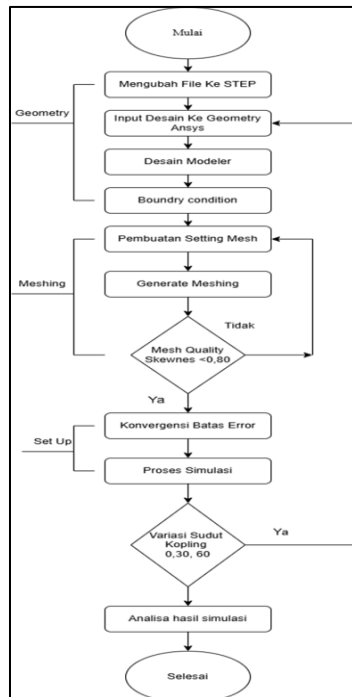 Mulai
Mengubah File Ke STEP
Geometry
Input Desain Ke Geometry
Ansys
Desain Modeler
Boundry condition
Pembuatan Setting Mesh
Meshing
Generate Meshing
Tidak
Mesh Quality
Skewnes <0,80
Ya
Konvergensi Batas Error
Set Up
Proses Simulasi
Variasi Sudut
Kopling
0,30, 60
Ya
Analisa hasil simulasi
Selesai